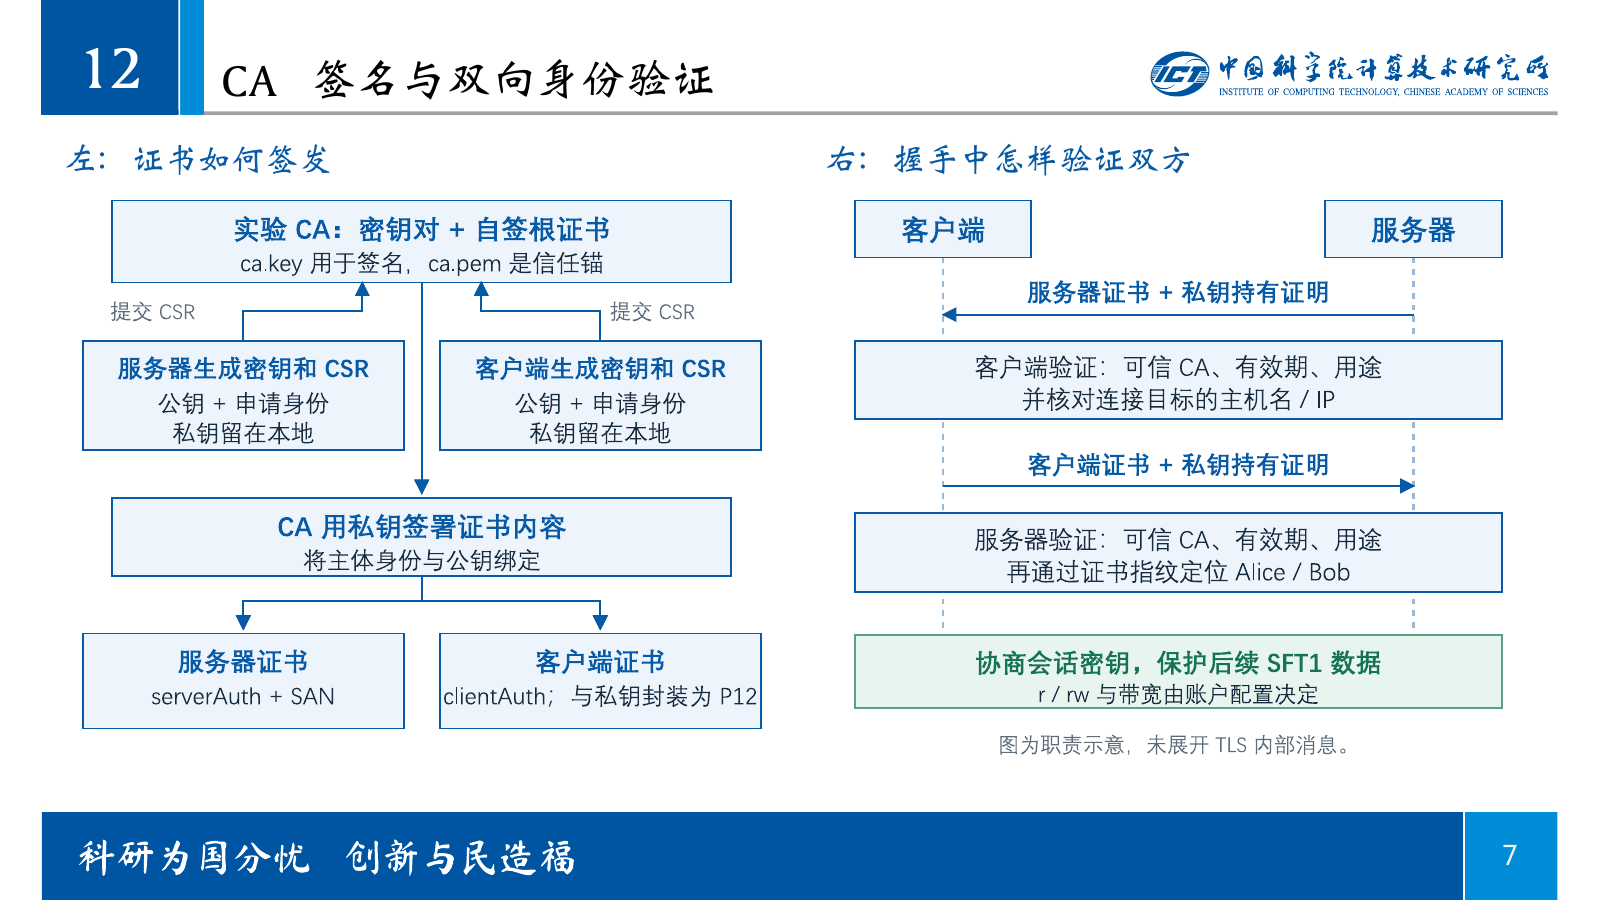 12
CA 签名与双向身份验证
ICT
中国科学院计算技术研究所
INSTITUTE OF COMPUTING TECHNOLOGY, CHINESE ACADEMY OF SCIENCES
左：证书如何签发
实验 CA：密钥对 + 自签根证书
ca.key 用于签名，ca.pem 是信任锚
提交 CSR
提交 CSR
服务器生成密钥和 CSR
公钥 + 申请身份
私钥留在本地
客户端生成密钥和 CSR
公钥 + 申请身份
私钥留在本地
CA 用私钥签署证书内容
将主体身份与公钥绑定
服务器证书
serverAuth + SAN
客户端证书
clientAuth；与私钥封装为 P12
右：握手中怎样验证双方
客户端
服务器
服务器证书 + 私钥持有证明
客户端验证：可信 CA、有效期、用途
并核对连接目标的主机名 / IP
客户端证书 + 私钥持有证明
服务器验证：可信 CA、有效期、用途
再通过证书指纹定位 Alice / Bob
协商会话密钥，保护后续 SFT1 数据
r / rw 与带宽由账户配置决定
图为职责示意，未展开 TLS 内部消息。
科研为国分忧 创新与民造福
7